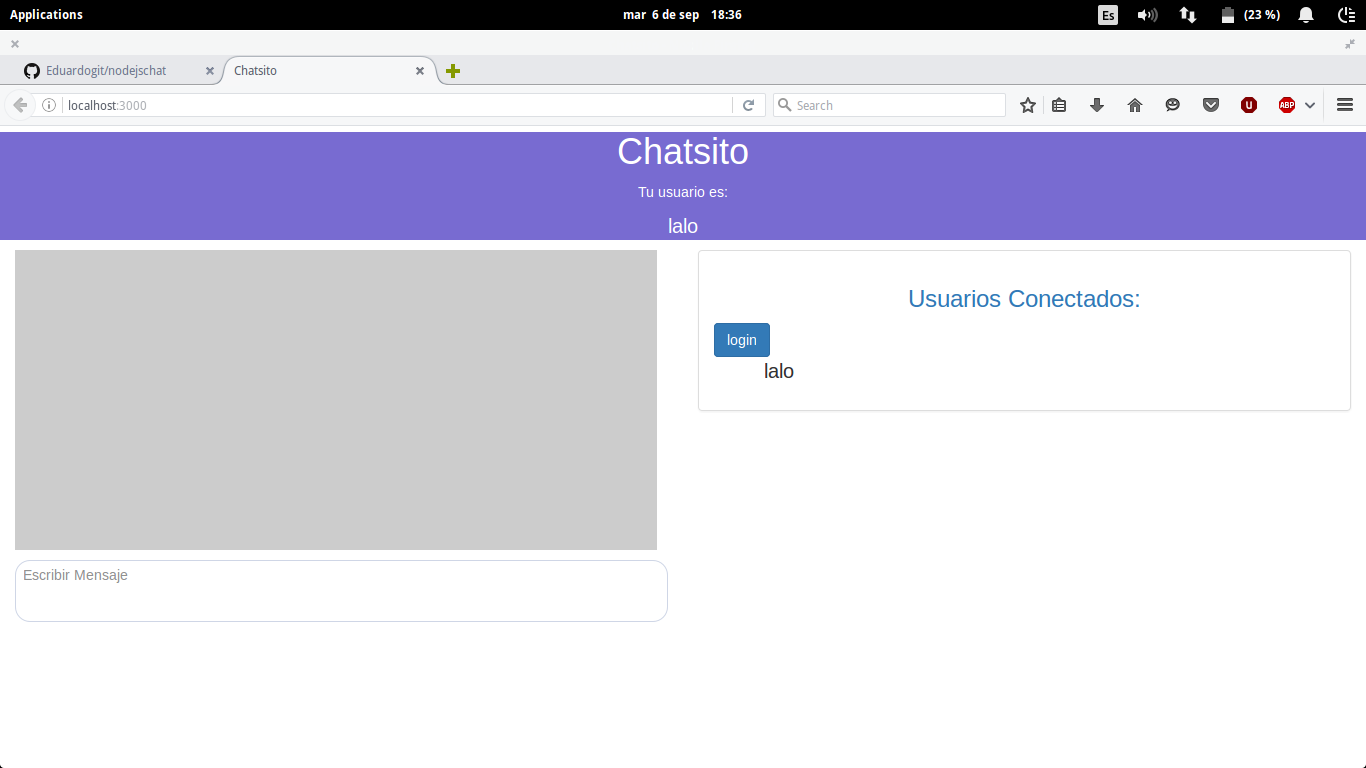 Applications
mar 6 de sep 18:36
Es
(23 %)
Eduardogit/nodejschat
Chatsito
localhost:3000
Search
u
ABP
Chatsito
Tu usuario es:
lalo
Usuarios Conectados:
login
lalo
Escribir Mensaje